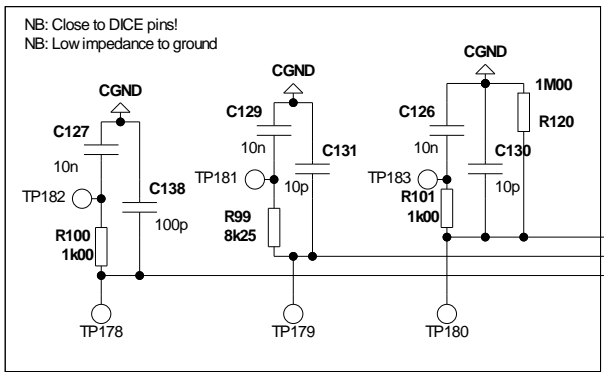 NB: Close to DICE pins!
NB: Low impedance to ground
CGND
C127
10n
TP182
C138
100p
R100
1k00
TP178
CGND
C129
10n
C131
TP181
10p
R99
8k25
TP179
CGND
1M00
C126
R120
10n
C130
TP183
10p
R101
1k00
TP180